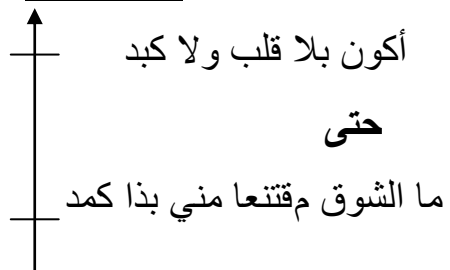 أكون بلا قلب ولا كبد
حتى
ما الشوق مقتنعا مني بذا كمد